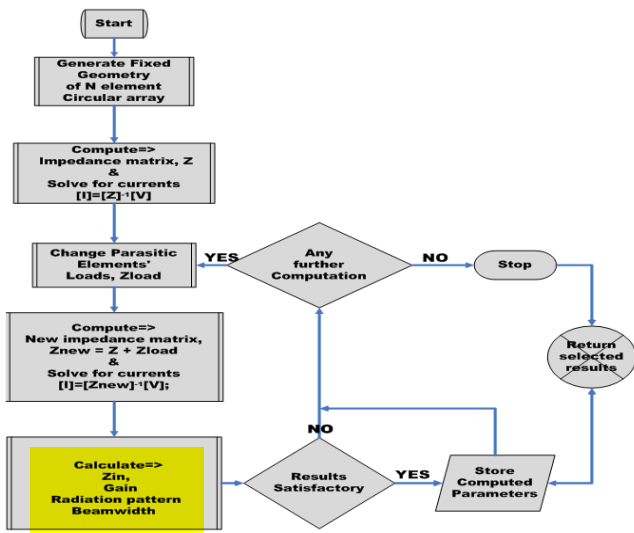 Start
Generate Fixed
Geometry
of N element
Circular array
Compute=>
Impedance matrix, Z
&
Solve for currents
[I]=[Z]-1[V]
Change Parasitic
Elements'
Loads, Zload
YES
Any
further
Computation
NO
Stop
Compute=>
New impedance matrix,
Znew = Z + Zload
&
Solve for currents
[I]=[Znew]-1[V];
Return
selected
results
NO
Calculate=>
Zin,
Gain
Radiation pattern
Beamwidth
Results
Satisfactory
YES
Store
Computed
Parameters